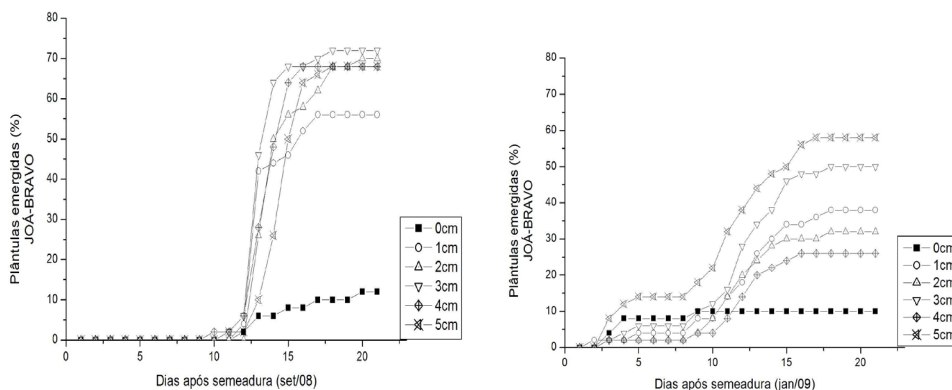 80
70
60
50
40
30
20
10
0
Plântulas emergidas (%)
JOÁ-BRAVO
0 5 10 15 20
Dias após semeadura (set/08)
0cm
1cm
2cm
3cm
4cm
5cm
80
70
60
50
40
30
20
10
0
Plântulas emergidas (%)
JOÁ-BRAVO
0 5 10 15 20
Dias após semeadura (jan/09)
0cm
1cm
2cm
3cm
4cm
5cm